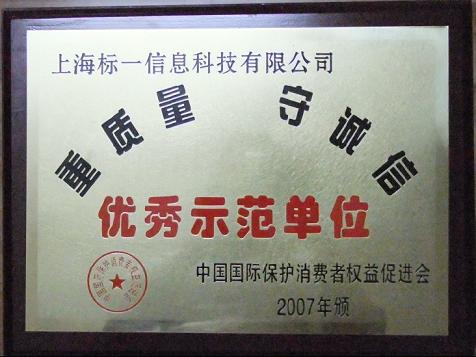 上海标一信息科技有限公司
重质量 守诚信
优秀示范单位
中国国际保护消费者权益促进会
2007年颁